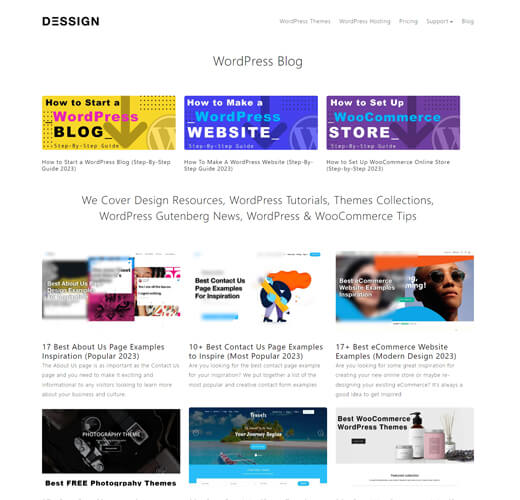 DESSIGN
WordPress Themes WordPress Hosting Pricing Support Blog
WordPress Blog
How to Start a
_WordPress
BLOG_
Step-By-Step Guide
How to Make a
_WordPress
WEBSITE_
Step-By-Step Guide
How to Set Up
_WooCommerce
STORE_
Step-By-Step Guide
How to Start a WordPress Blog (Step-By-Step
Guide 2023)
How To Make A WordPress Website (Step-By-
Step Guide 2023)
How to Set Up WooCommerce Online Store
(Step-by-Step 2023)
We Cover Design Resources, WordPress Tutorials, Themes Collections,
WordPress Gutenberg News, WordPress & WooCommerce Tips
Best About Us Page
Design Examples
for Inspiration
Best Contact Us
Page Examples
For Inspiration
Best eCommerce
Website Examples
Inspiration
17 Best About Us Page Examples
Inspiration (Popular 2023)
The About Us page is as important as the Contact Us
page and you need to make it exciting and
informational to any visitors looking to learn more
about your business and culture.
10+ Best Contact Us Page Examples
to Inspire (Most Popular 2023)
Are you looking for the best contact page example
for your inspiration? We put together a list of the
most popular and creative contact form examples
17+ Best eCommerce Website
Examples (Modern Design 2023)
Are you looking for some great inspiration for
creating your new online store or maybe re-
designing your existing eCommerce? It's always a
good idea to get inspired
PHOTOGRAPHY THEME
Best FREE Photography Themes
Travels
Your Journey Begins
Best WooCommerce
WordPress Themes
Featured collection